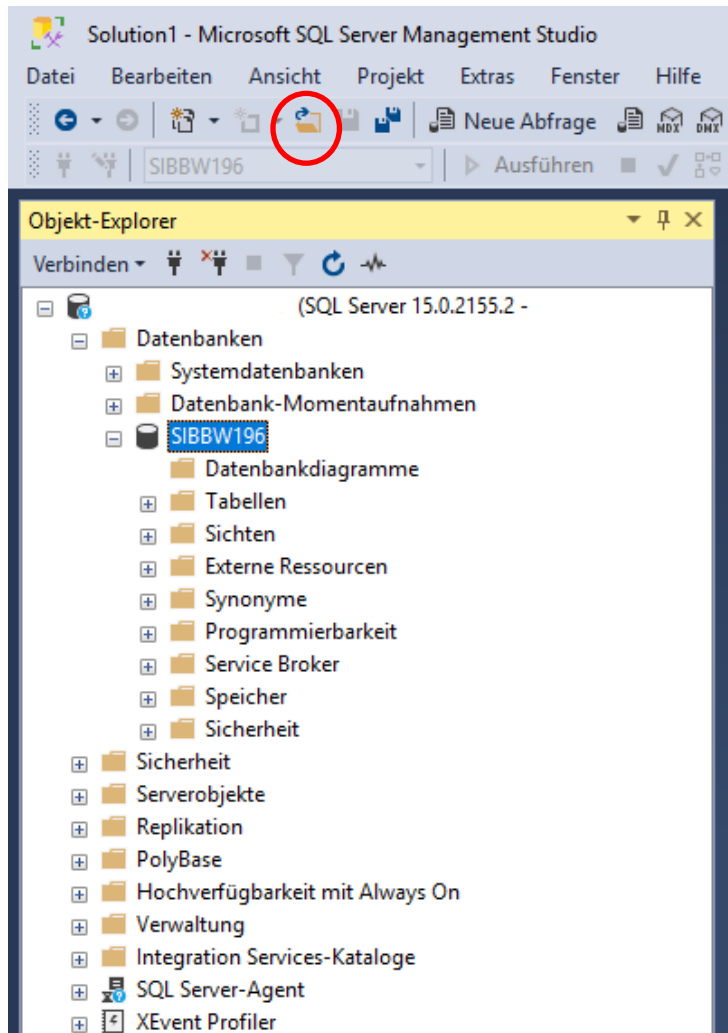 Solution1 - Microsoft SQL Server Management Studio
Datei Bearbeiten Ansicht Projekt Extras Fenster Hilfe
Neue Abfrage MDX DMX
SIBBW196 Ausführen
Objekt-Explorer
Verbinden
(SQL Server 15.0.2155.2 -
Datenbanken
Systemdatenbanken
Datenbank-Momentaufnahmen
SIBBW196
Datenbankdiagramme
Tabellen
Sichten
Externe Ressourcen
Synonyme
Programmierbarkeit
Service Broker
Speicher
Sicherheit
Sicherheit
Serverobjekte
Replikation
PolyBase
Hochverfügbarkeit mit Always On
Verwaltung
Integration Services-Kataloge
SQL Server-Agent
XEvent Profiler